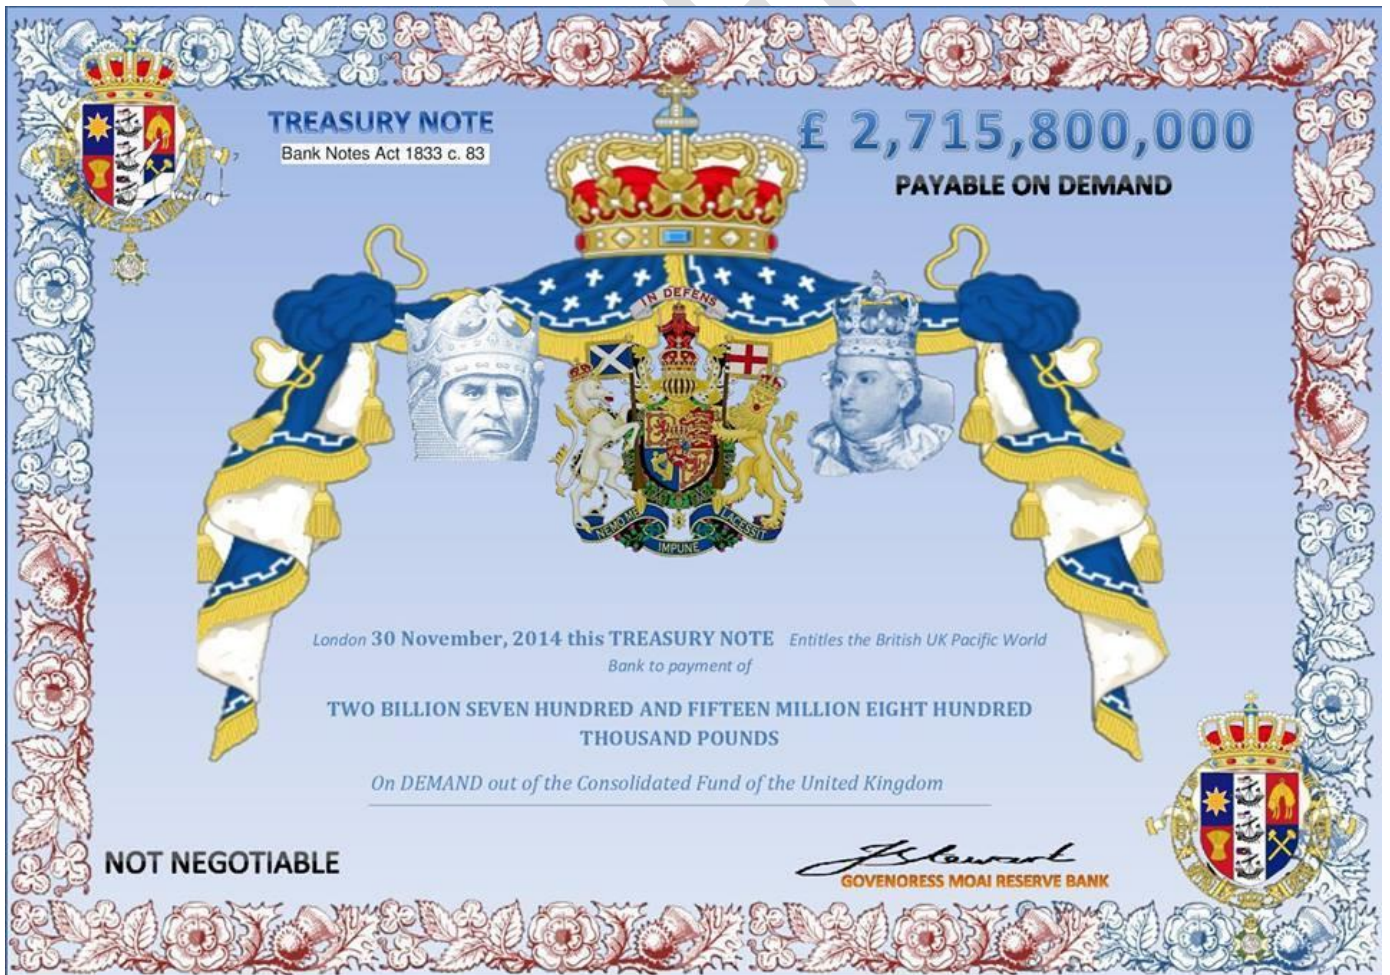 TREASURY NOTE
Bank Notes Act 1833 c. 83
£ 2,715,800,000
PAYABLE ON DEMAND
IN DEFENS
NEMO ME
IMPUNE
LACESSIT
London 30 November, 2014 this TREASURY NOTE Entitles the British UK Pacific World
Bank to payment of
TWO BILLION SEVEN HUNDRED AND FIFTEEN MILLION EIGHT HUNDRED
THOUSAND POUNDS
On DEMAND out of the Consolidated Fund of the United Kingdom
NOT NEGOTIABLE
GOVENORESS MOAI RESERVE BANK